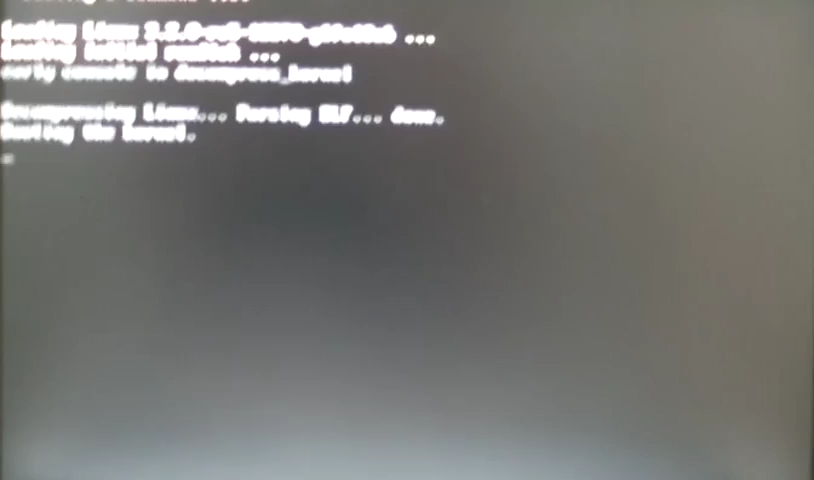 Loading Linux ...
Loading initial ramdisk ...
early console in decompress_kernel
Decompressing Linux... Parsing ELF... done.
Booting the kernel.